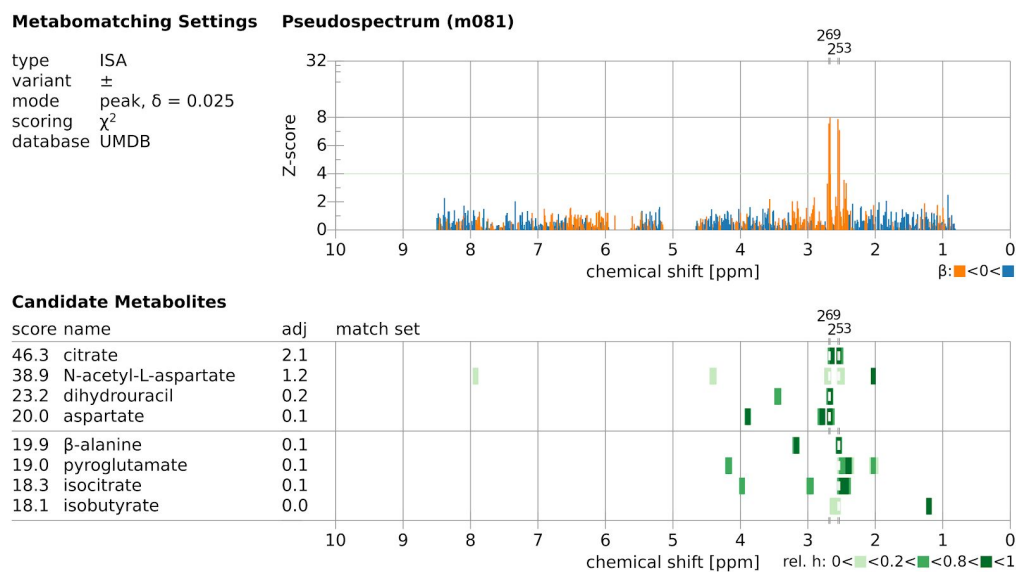 Metabomatching Settings
type ISA
variant ±
mode peak, δ = 0.025
scoring χ²
database UMDB
Pseudospectrum (m081)
269
253
32
8
6
4
2
0
Z-score
10 9 8 7 6 5 4 3 2 1 0
chemical shift [ppm]
β: <0<
Candidate Metabolites
269
253
score name adj match set
46.3 citrate 2.1
38.9 N-acetyl-L-aspartate 1.2
23.2 dihydrouracil 0.2
20.0 aspartate 0.1
19.9 β-alanine 0.1
19.0 pyroglutamate 0.1
18.3 isocitrate 0.1
18.1 isobutyrate 0.0
10 9 8 7 6 5 4 3 2 1 0
chemical shift [ppm]
rel. h: 0< <0.2< <0.8< <1